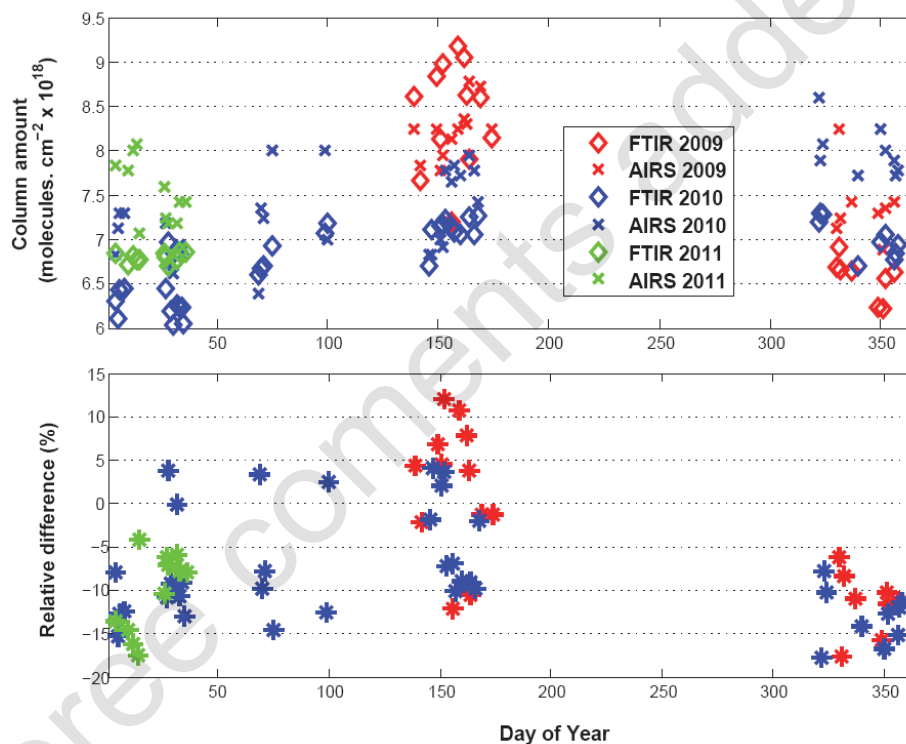 9.5
9
8.5
8
7.5
7
6.5
6
Column amount
(molecules. cm⁻² x 10¹⁸)
FTIR 2009
AIRS 2009
FTIR 2010
AIRS 2010
FTIR 2011
AIRS 2011
50 100 150 200 250 300 350
15
10
5
0
−5
−10
−15
−20
Relative difference (%)
50 100 150 200 250 300 350
Day of Year
ree coments adde